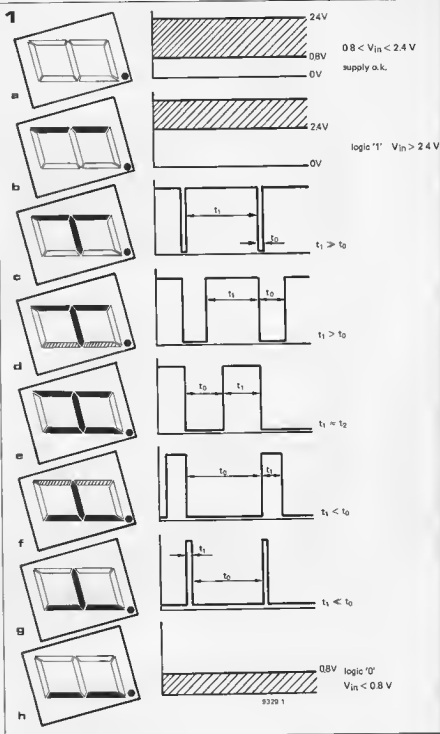 1
2.4V
0.8V
0V
0.8 < Vin < 2.4 V
supply o.k.
a
2.4V
0V
logic '1' Vin > 2.4 V
b
t1
t0
t1 ≫ t0
c
t1
t0
t1 > t0
d
t0
t1
t1 = t2
e
t0
t1
t1 < t0
f
t1
t0
t1 ≪ t0
g
0.8V
logic '0'
Vin < 0.8 V
9329 1
h